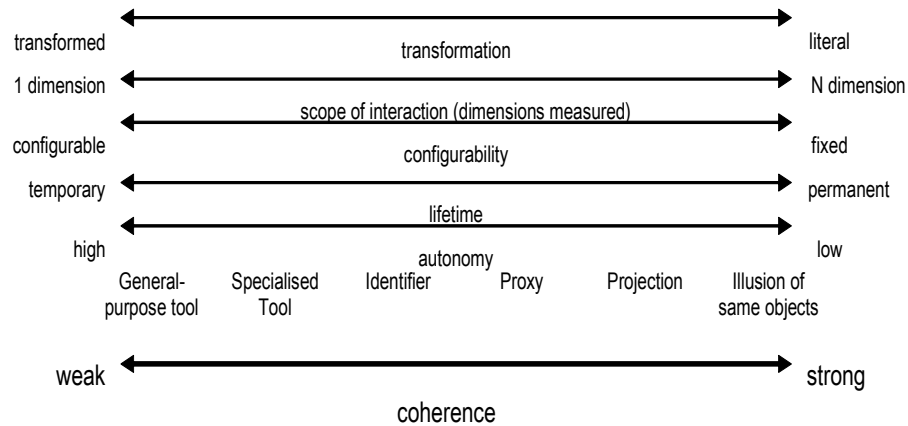 transformed literal
transformation
1 dimension N dimension
scope of interaction (dimensions measured)
configurable fixed
configurability
temporary permanent
lifetime
high low
autonomy
General- Specialised Identifier Proxy Projection Illusion of
purpose tool Tool same objects
weak strong
coherence